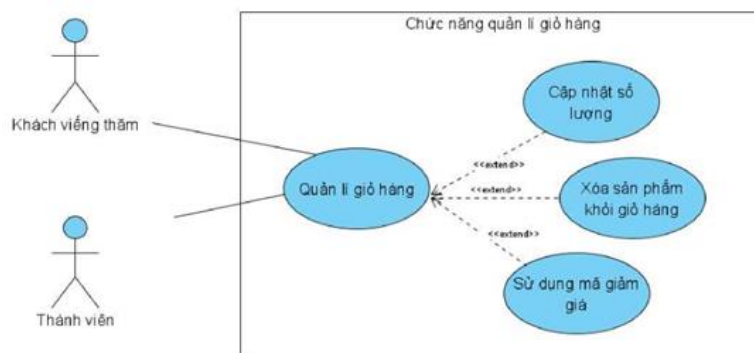 Chức năng quản lí giỏ hàng
Khách viếng thăm
Cập nhật số
lượng
<<extend>>
Quản lí giỏ hàng
<<extend>>
Xóa sản phẩm
khỏi giỏ hàng
<<extend>>
Sử dụng mã giảm
giá
Thánh viên